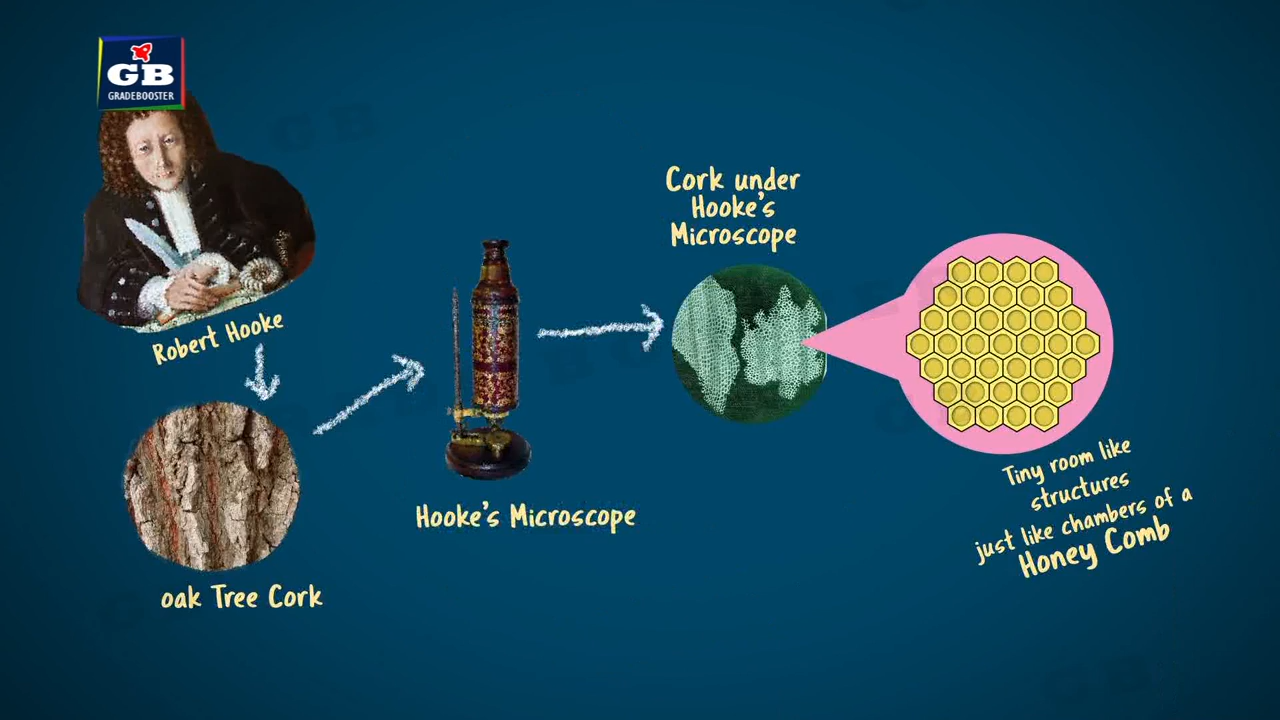 GB
GRADEBOOSTER
Robert Hooke
oak Tree Cork
Hooke's Microscope
Cork under
Hooke's
Microscope
Tiny room like
structures
just like chambers of a
Honey Comb